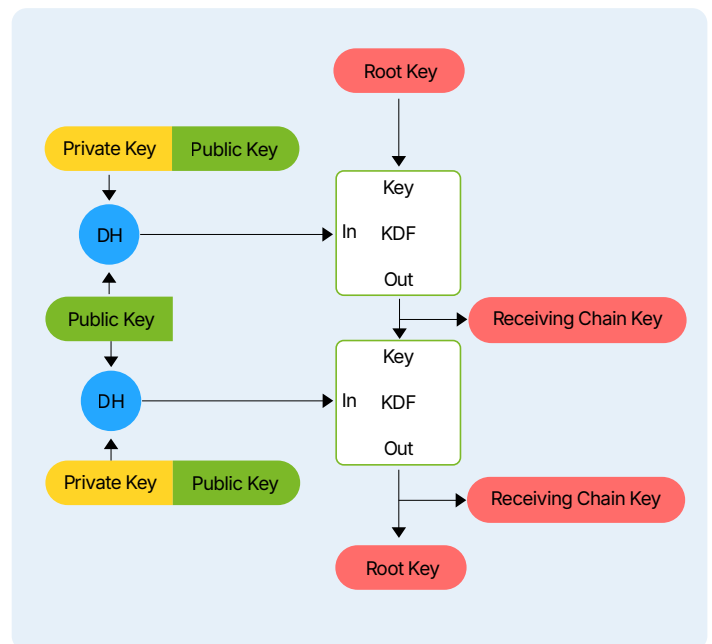 Root Key
Private Key Public Key
Key
DH
In KDF
Out
Public Key
Receiving Chain Key
Key
DH
In KDF
Out
Private Key Public Key
Receiving Chain Key
Root Key